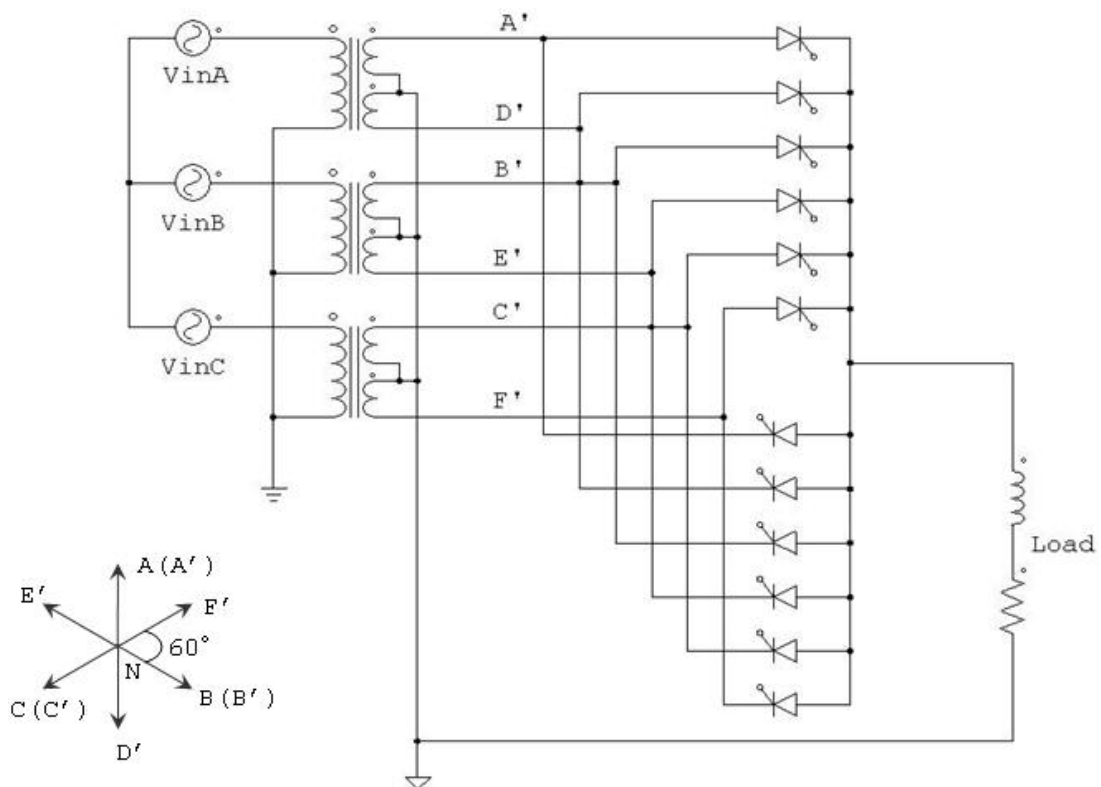 A'
VinA
D'
B'
VinB
E'
C'
VinC
F'
Load
A(A′)
E′
F′
60°
N
C(C′)
B(B′)
D′